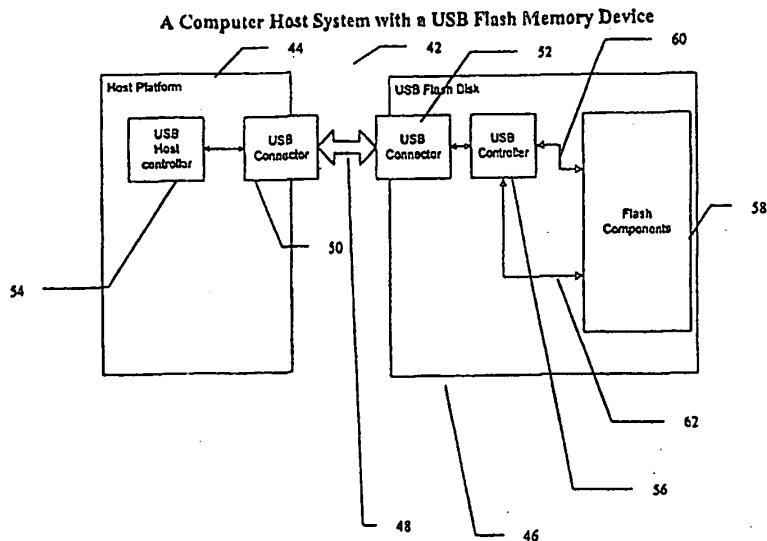 A Computer Host System with a USB Flash Memory Device
44
42
52
60
Host Platform
USB Flash Disk
USB
Host
controller
USB
Connector
USB
Connector
USB
Controller
Flash
Components
58
50
54
62
56
48
46